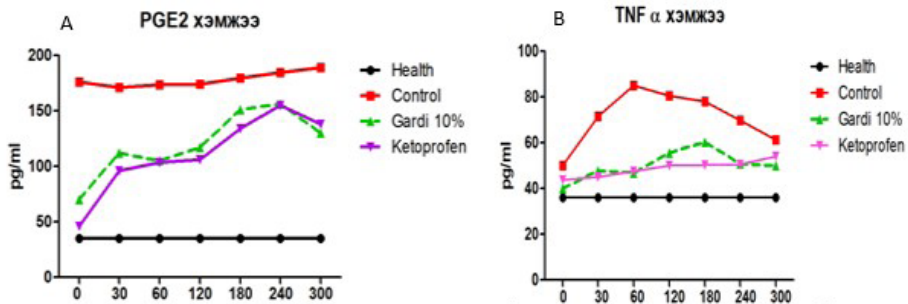 A
PGE2 хэмжээ
200
150
100
50
0
pg/ml
0 30 60 120 180 240 300
Health
Control
Gardi 10%
Ketoprofen
B
TNF α хэмжээ
100
80
60
40
20
0
pg/ml
0 30 60 120 180 240 300
Health
Control
Gardi 10%
Ketoprofen